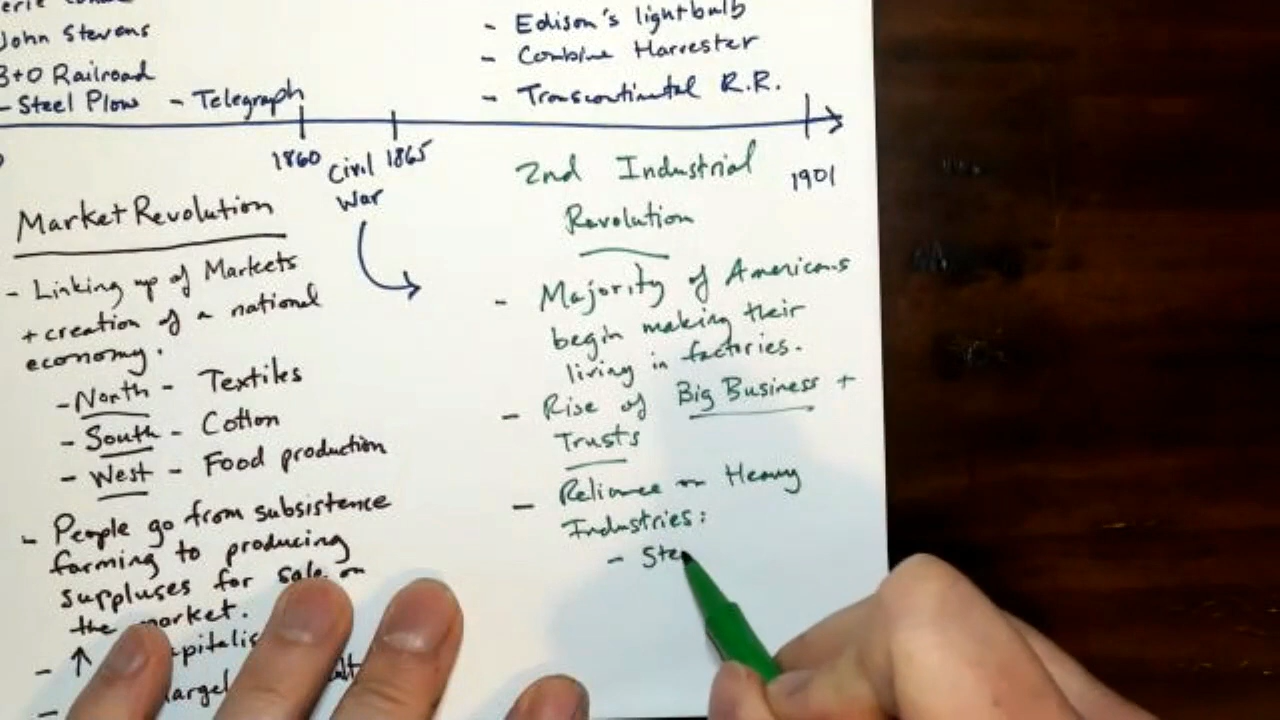 John Stevens
B+O Railroad
- Steel Plow - Telegraph
- Edison's lightbulb
- Combine Harvester
- Transcontinental R.R.
1860
Civil
War
1865
1901
Market Revolution
- Linking up of Markets
+ creation of a national
economy.
- North - Textiles
- South - Cotton
- West - Food production
- People go from subsistence
farming to producing
suppluses for sale on
the market.
- ↑
2nd Industrial
Revolution
- Majority of Americans
begin making their
living in factories.
- Rise of Big Business +
Trusts
- Reliance on Heavy
Industries:
- Ste